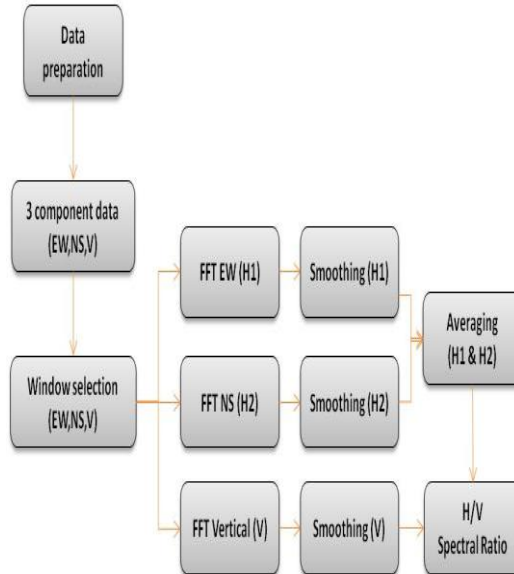 Data
preparation
3 component data
(EW,NS,V)
Window selection
(EW,NS,V)
FFT EW (H1)
Smoothing (H1)
FFT NS (H2)
Smoothing (H2)
Averaging
(H1 & H2)
FFT Vertical (V)
Smoothing (V)
H/V
Spectral Ratio